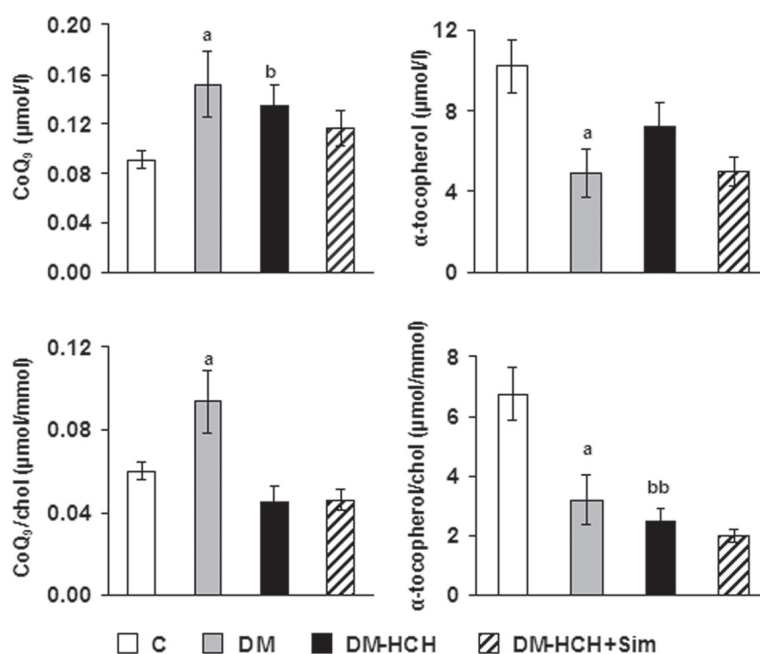 CoQ₉ (µmol/l)
0.20
0.16
0.12
0.08
0.04
0.00
a
b
α-tocopherol (µmol/l)
12
8
4
0
a
CoQ₉/chol (µmol/mmol)
0.12
0.08
0.04
0.00
a
α-tocopherol/chol (µmol/mmol)
8
6
4
2
0
a
bb
C DM DM-HCH DM-HCH+Sim